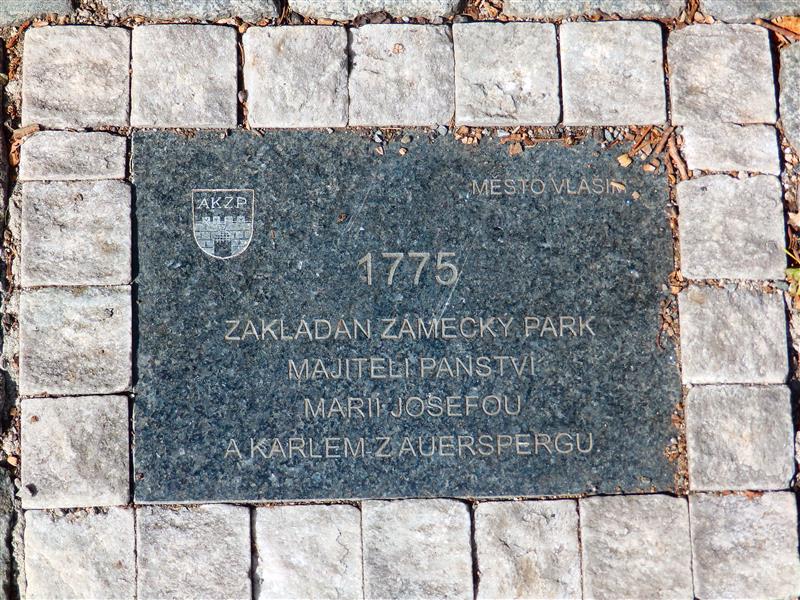 AKZP
MĚSTO VLAŠIM
1775
ZAKLÁDÁN ZÁMECKÝ PARK
MAJITELI PANSTVÍ
MARIÍ JOSEFOU
A KARLEM Z AUERSPERGU